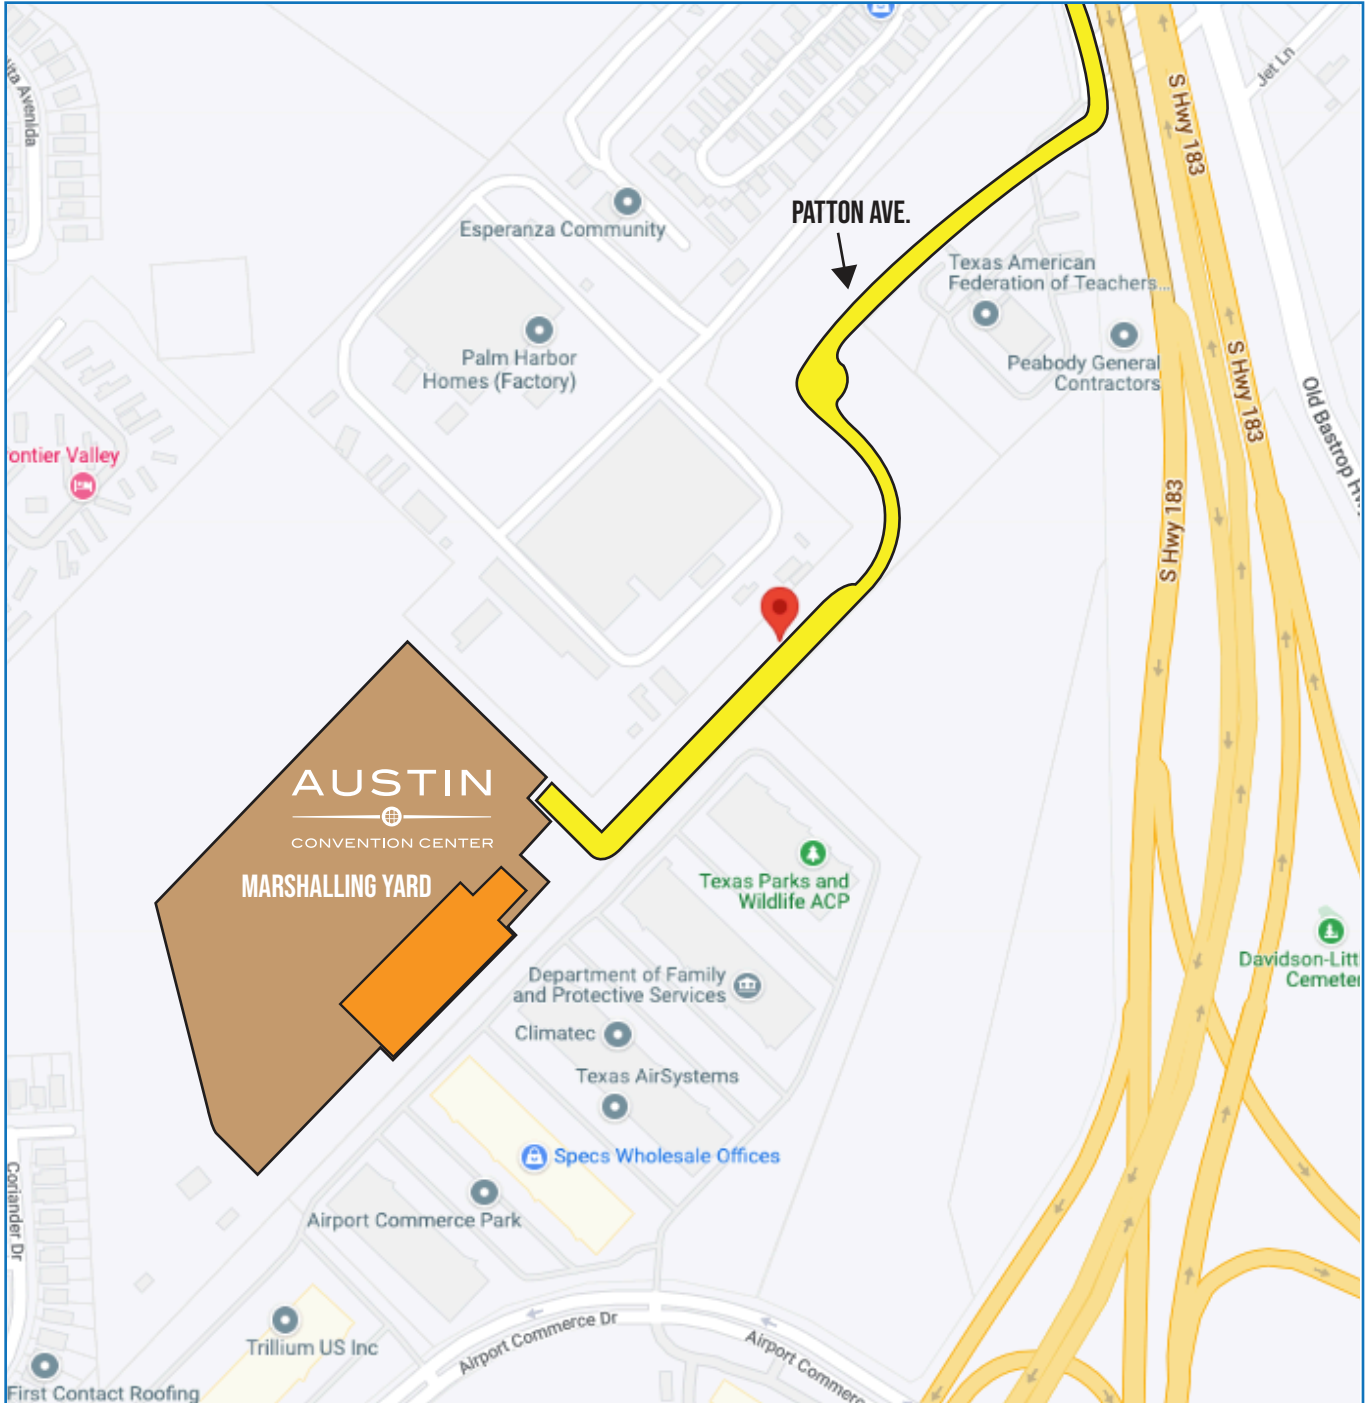 Jet Ln
S Hwy 183
Avenida
PATTON AVE.
Esperanza Community
Texas American
Federation of Teachers...
Palm Harbor
Homes (Factory)
Peabody General
Contractors
S Hwy 183
Old Bastrop
ontier Valley
S Hwy 183
AUSTIN
CONVENTION CENTER
MARSHALLING YARD
Texas Parks and
Wildlife ACP
Davidson-Litt
Cemeter
Department of Family
and Protective Services
Climatec
Texas AirSystems
Specs Wholesale Offices
Coriander Dr
Airport Commerce Park
Trillium US Inc
Airport Commerce Dr
Airport Commerc
First Contact Roofing